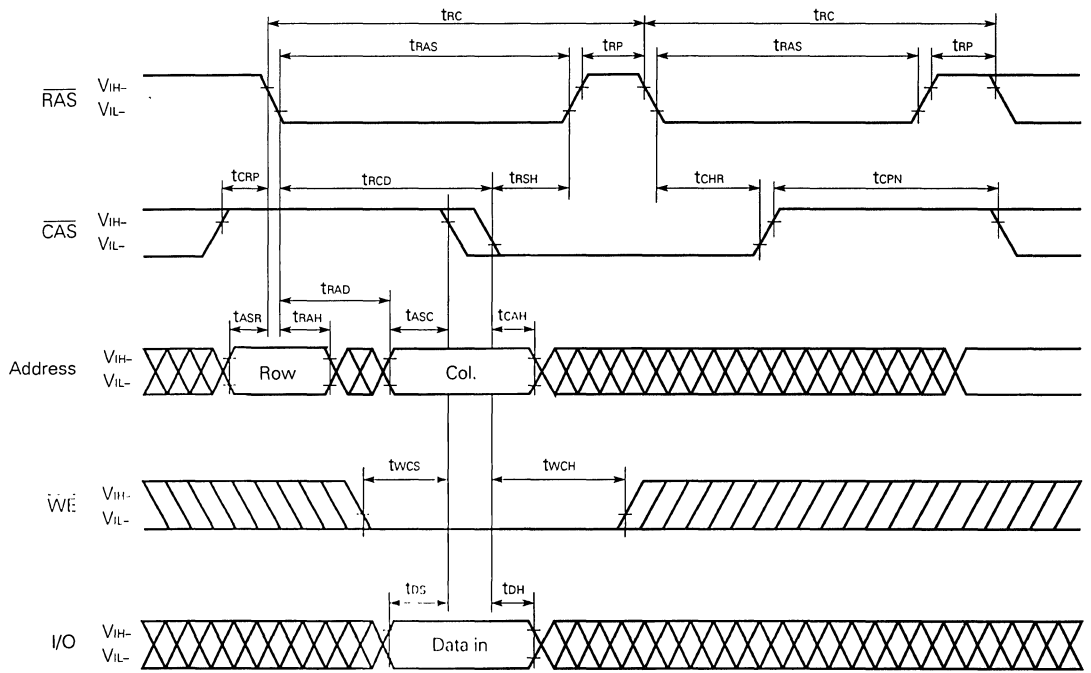 tRC tRC
tRAS tRP tRAS tRP
RAS VIH–
VIL–
tCRP tRCD tRSH tCHR tCPN
CAS VIH–
VIL–
tRAD
tASR tRAH tASC tCAH
Address VIH–
VIL–
Row Col.
tWCS tWCH
WE VIH–
VIL–
tDS tDH
I/O VIH–
VIL–
Data in